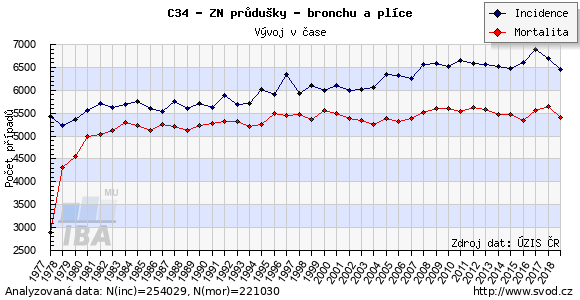 C34 - ZN průdušky - bronchu a plíce
Vývoj v čase
Incidence
Mortalita
Počet případů
7000
6500
6000
5500
5000
4500
4000
3500
3000
2500
1977 1978 1979 1980 1981 1982 1983 1984 1985 1986 1987 1988 1989 1990 1991 1992 1993 1994 1995 1996 1997 1998 1999 2000 2001 2002 2003 2004 2005 2006 2007 2008 2009 2010 2011 2012 2013 2014 2015 2016 2017 2018
MU
IBA
Zdroj dat: ÚZIS ČR
Analyzovaná data: N(inc)=254029, N(mor)=221030
http://www.svod.cz